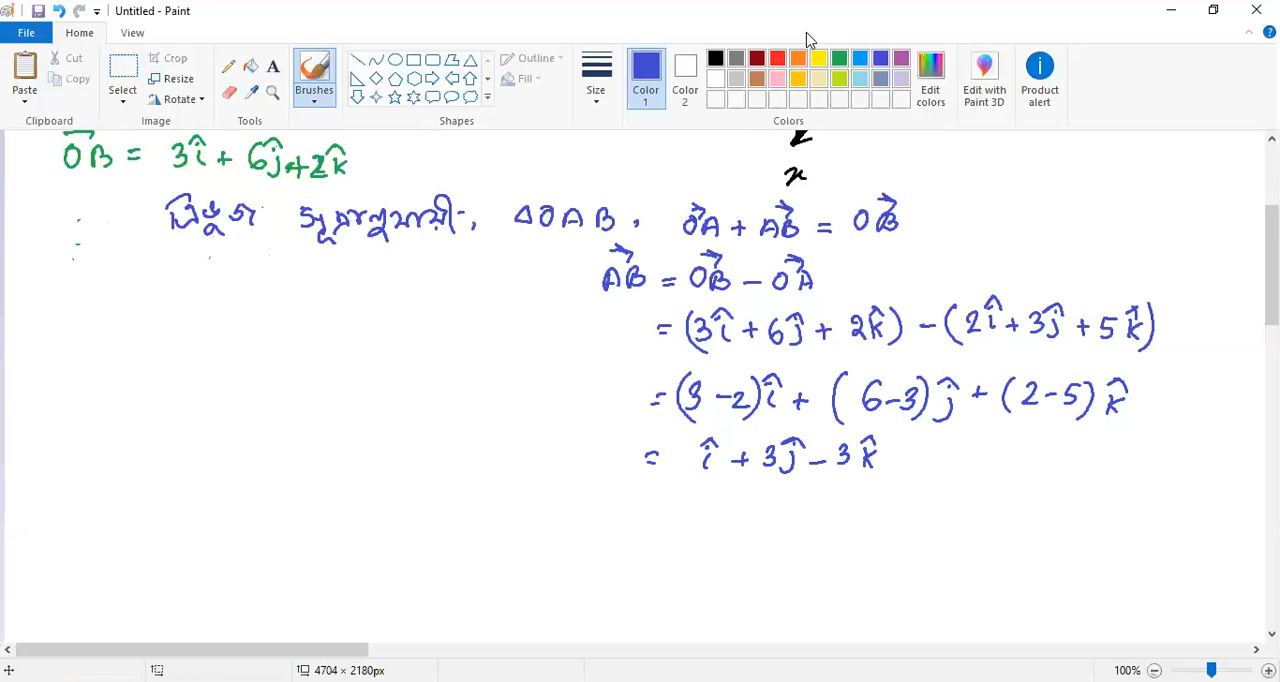 Untitled - Paint
File Home View
Paste
Cut
Copy
Clipboard
Select
Crop
Resize
Rotate
Image
A
Tools
Brushes
Outline
Fill
Shapes
Size
Color 1
Color 2
Edit colors
Colors
Edit with Paint 3D
Product alert
x
OB⃗ = 3î + 6ĵ + 2k̂
ত্রিভুজ সূত্রানুযায়ী, ΔOAB, OA⃗ + AB⃗ = OB⃗
AB⃗ = OB⃗ − OA⃗
= (3î + 6ĵ + 2k̂) − (2î + 3ĵ + 5k̂)
= (3 − 2)î + (6 − 3)ĵ + (2 − 5)k̂
= î + 3ĵ − 3k̂
4704 × 2180px
100%